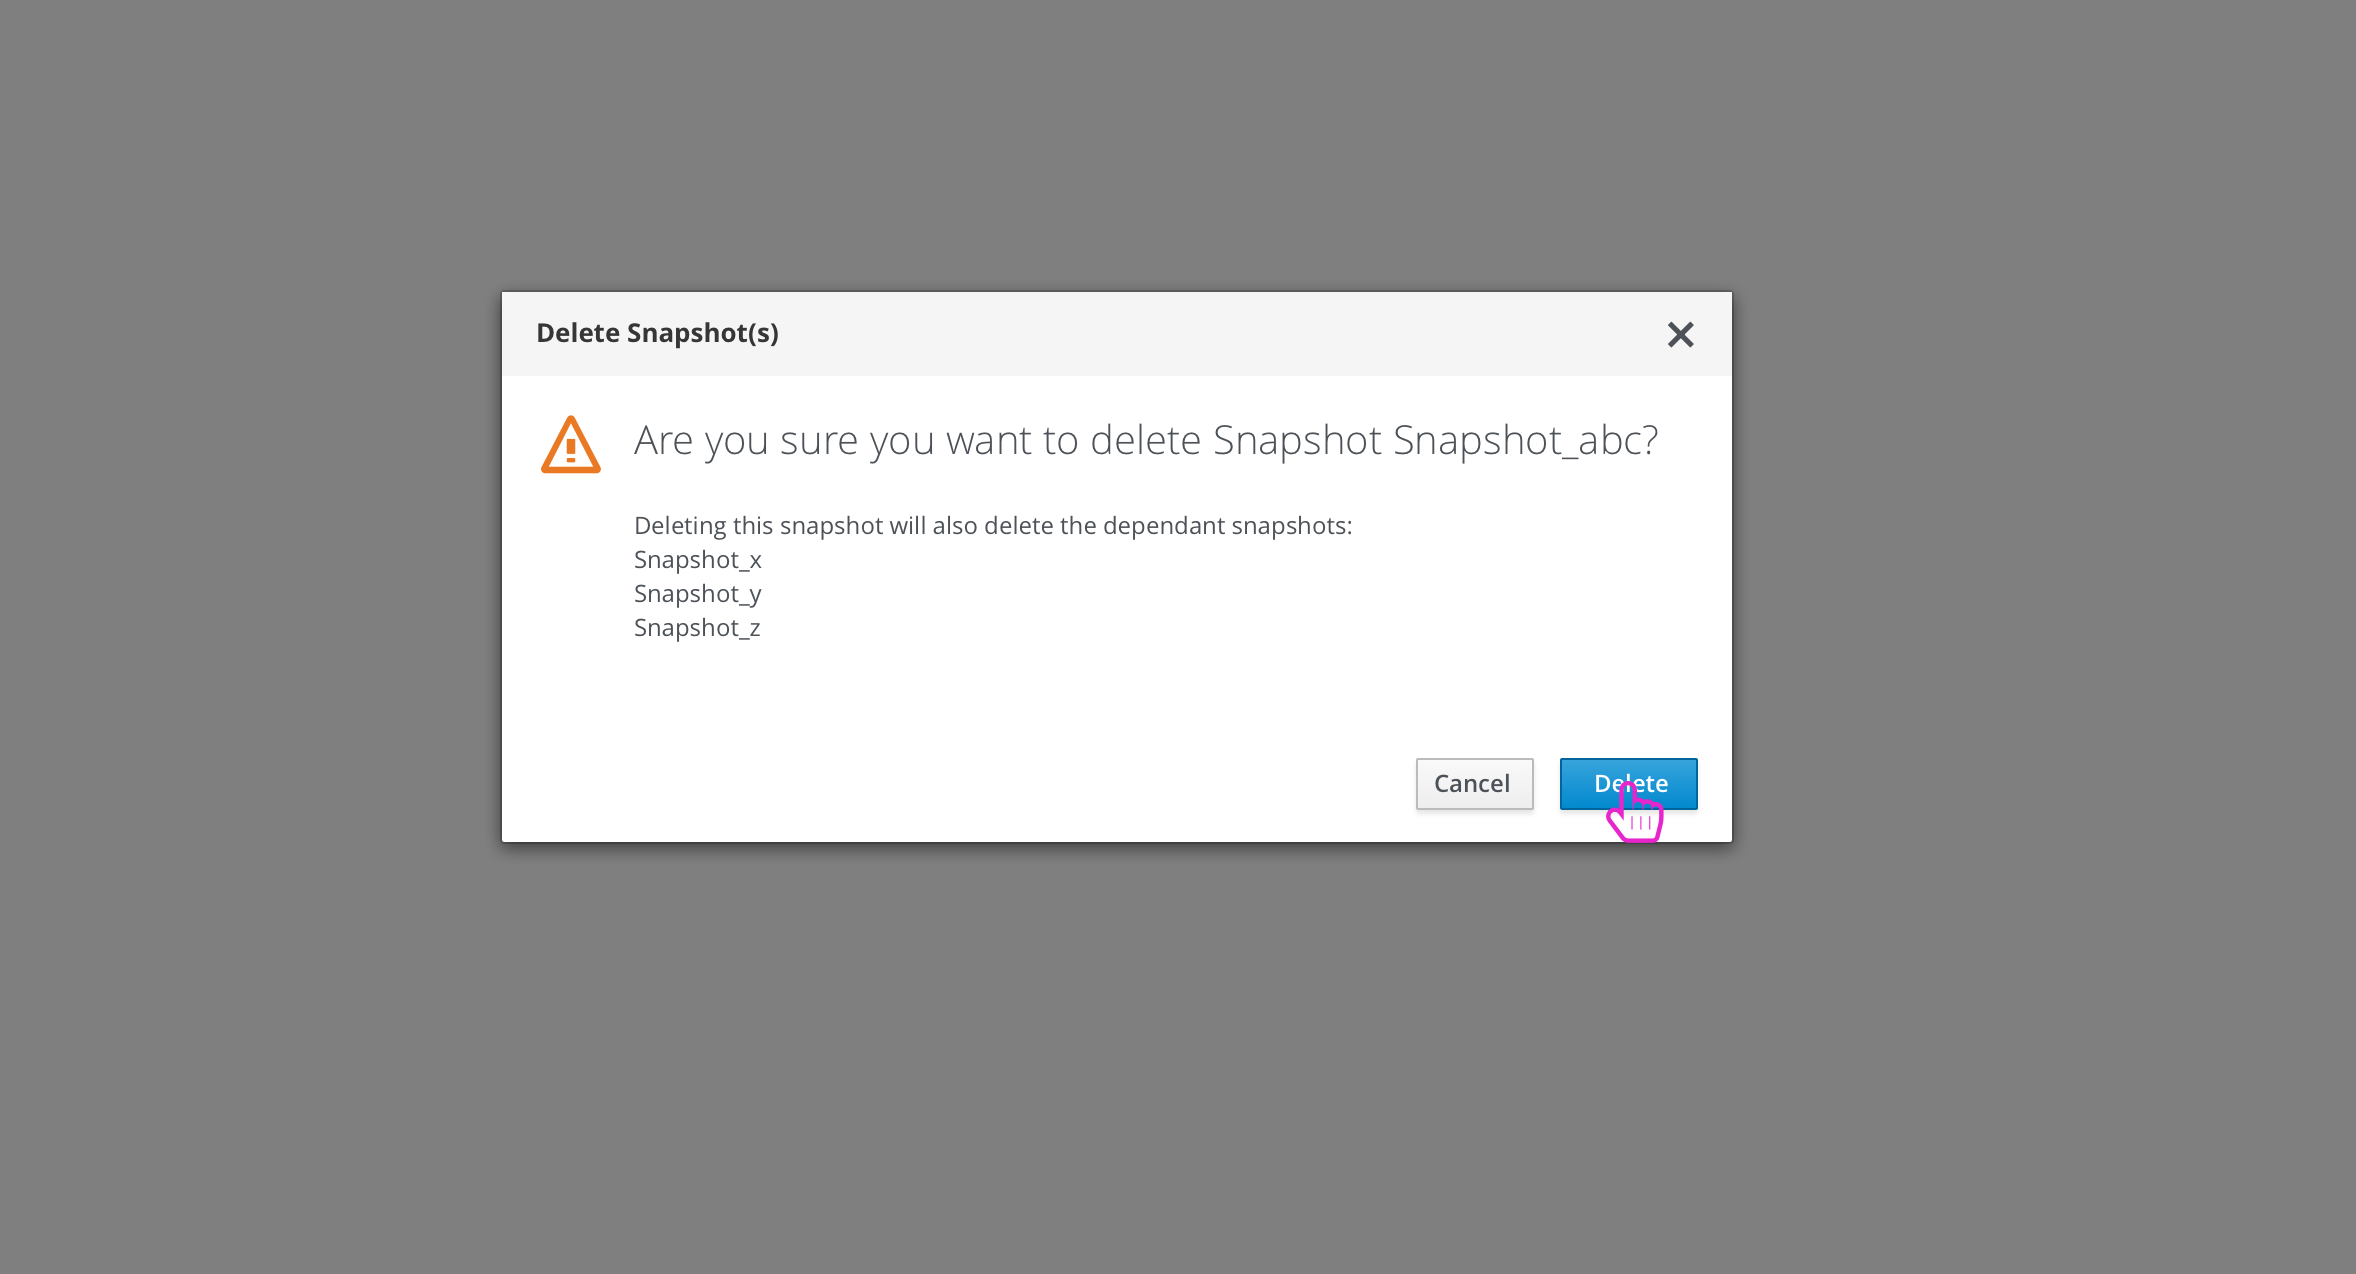 Delete Snapshot(s)
Are you sure you want to delete Snapshot Snapshot_abc?
Deleting this snapshot will also delete the dependant snapshots:
Snapshot_x
Snapshot_y
Snapshot_z
Cancel
Delete